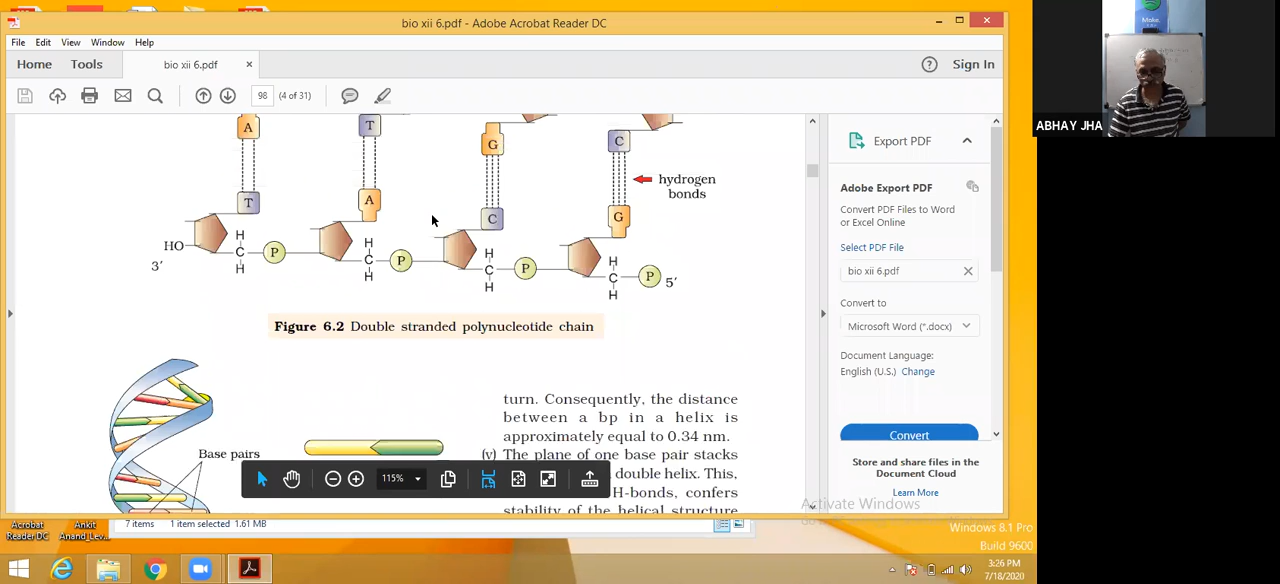 bio xii 6.pdf - Adobe Acrobat Reader DC
File Edit View Window Help
Home Tools bio xii 6.pdf × Sign In
98 (4 of 31)
A T G C
hydrogen
bonds
T A C G
HO
3′
H H H H
C C C C
H H H H
P P P P
5′
Figure 6.2 Double stranded polynucleotide chain
Base pairs
turn. Consequently, the distance
between a bp in a helix is
approximately equal to 0.34 nm.
(v) The plane of one base pair stacks
double helix. This,
H-bonds, confers
stability of the helical structure
115%
Export PDF
Adobe Export PDF
Convert PDF Files to Word
or Excel Online
Select PDF File
bio xii 6.pdf ×
Convert to
Microsoft Word (*.docx)
Document Language:
English (U.S.) Change
Convert
Store and share files in the
Document Cloud
Learn More
Activate Windows
Make.
ABHAY JHA
Acrobat
Reader DC
Ankit
Anand_Lev...
7 items 1 item selected 1.61 MB
Windows 8.1 Pro
Build 9600
3:26 PM
7/18/2020